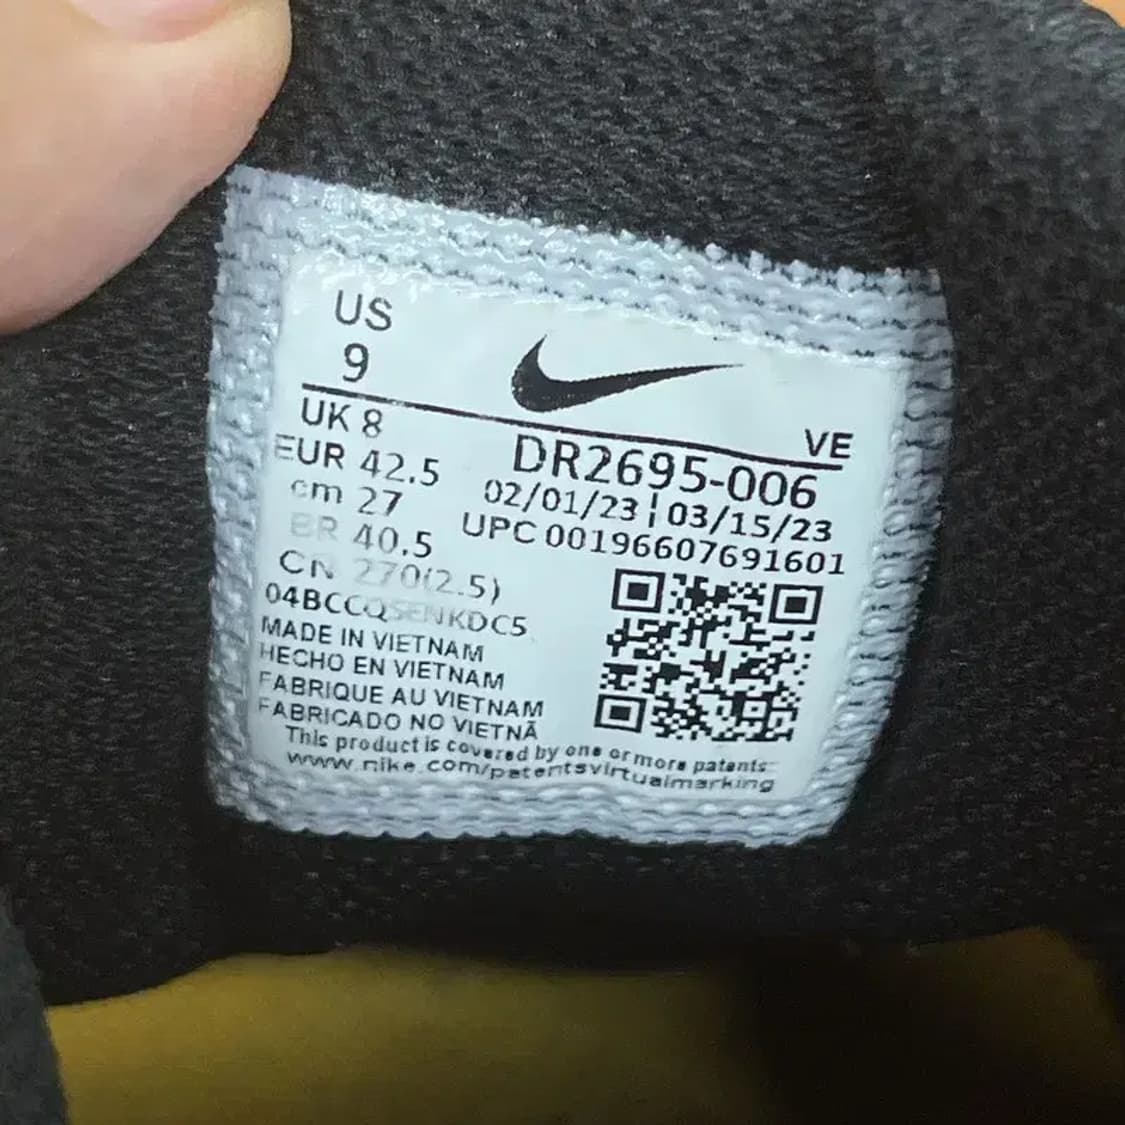 US
9
VE
UK 8
EUR 42.5
cm 27
BR 40.5
CN 270(2.5)
DR2695-006
02/01/23 | 03/15/23
UPC 00196607691601
04BCCQSENKDC5
MADE IN VIETNAM
HECHO EN VIETNAM
FABRIQUE AU VIETNAM
FABRICADO NO VIETNÃ
This product is covered by one or more patents:
www.nike.com/patentsvirtualmarking